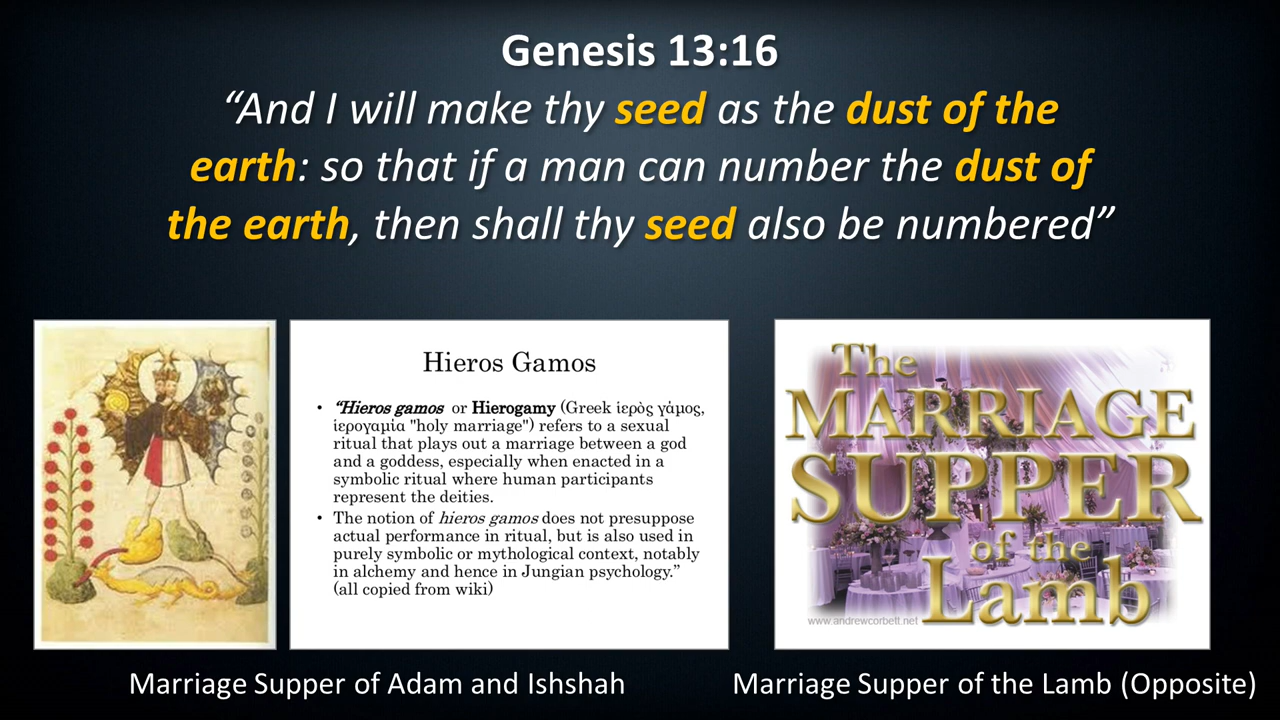 Genesis 13:16
“And I will make thy seed as the dust of the
earth: so that if a man can number the dust of
the earth, then shall thy seed also be numbered”
Hieros Gamos
• “Hieros gamos or Hierogamy (Greek ἱερὸς γάμος,
ἱερογαμία "holy marriage") refers to a sexual
ritual that plays out a marriage between a god
and a goddess, especially when enacted in a
symbolic ritual where human participants
represent the deities.
• The notion of hieros gamos does not presuppose
actual performance in ritual, but is also used in
purely symbolic or mythological context, notably
in alchemy and hence in Jungian psychology.”
(all copied from wiki)
The
MARRIAGE
SUPPER
of the
Lamb
www.andrewcorbett.net
Marriage Supper of Adam and Ishshah
Marriage Supper of the Lamb (Opposite)